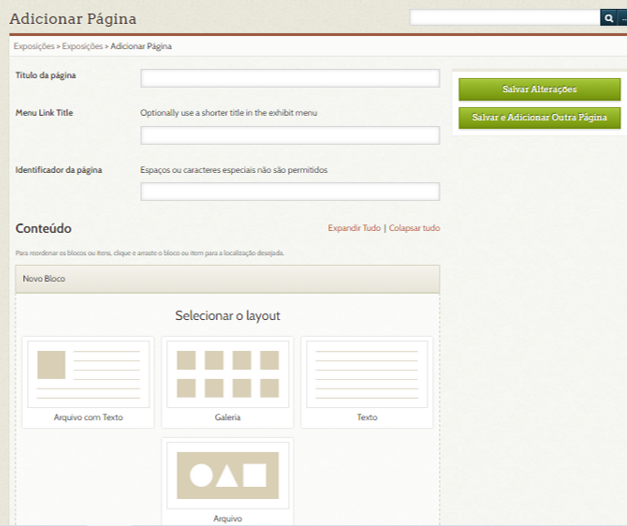 Adicionar Página
Exposições > Exposições > Adicionar Página
Título da página
Salvar Alterações
Menu Link Title
Optionally use a shorter title in the exhibit menu
Salvar e Adicionar Outra Página
Identificador da página
Espaços ou caracteres especiais não são permitidos
Conteúdo
Expandir Tudo | Colapsar tudo
Para reordenar os blocos ou itens, clique e arraste o bloco ou item para a localização desejada.
Novo Bloco
Selecionar o layout
Arquivo com Texto
Galeria
Texto
Arquivo